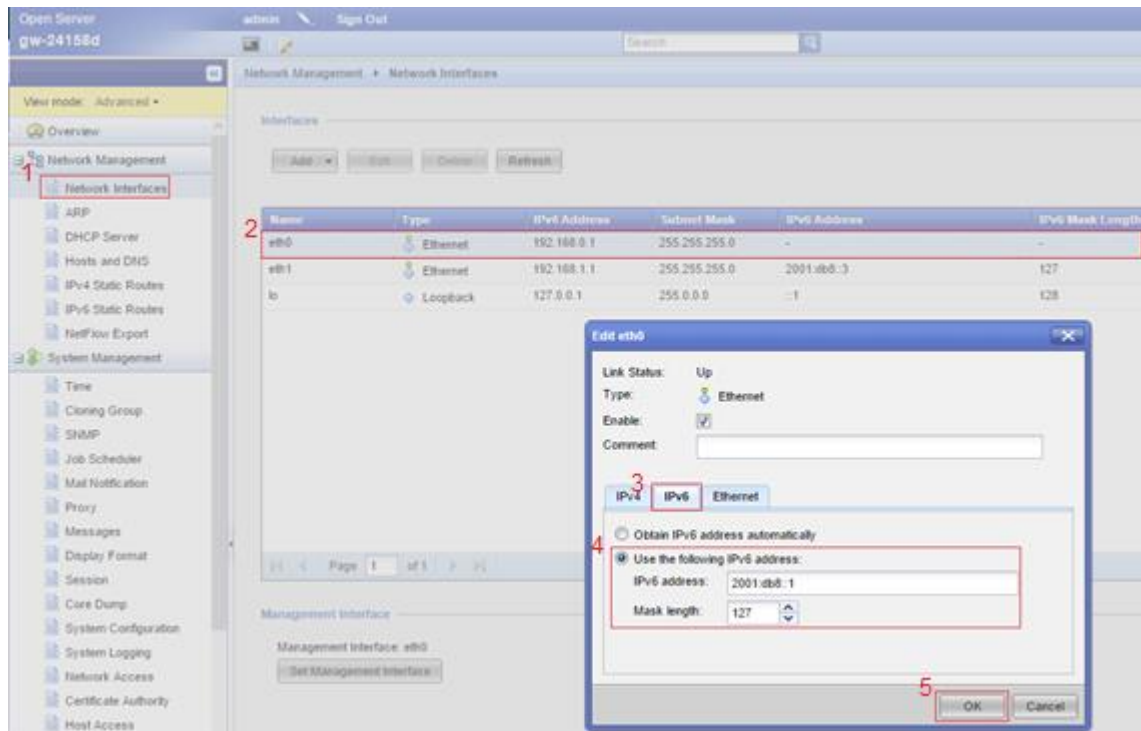 Open Server
gw-24158d
admin Sign Out
Search
Network Management Network Interfaces
View mode: Advanced
Overview
Network Management
1
Network Interfaces
ARP
DHCP Server
Hosts and DNS
IPv4 Static Routes
IPv6 Static Routes
NetFlow Export
System Management
Time
Cloning Group
SNMP
Job Scheduler
Mail Notification
Proxy
Messages
Display Format
Session
Core Dump
System Configuration
System Logging
Network Access
Certificate Authority
Host Access
Interfaces
Add Edit Delete Refresh
Name Type IPv4 Address Subnet Mask IPv6 Address IPv6 Mask Length
2
eth0 Ethernet 192.168.0.1 255.255.255.0 - -
eth1 Ethernet 192.168.1.1 255.255.255.0 2001:db8::3 127
lo Loopback 127.0.0.1 255.0.0.0 ::1 128
Page 1 of 1
Management Interface
Management Interface: eth0
Set Management Interface
Edit eth0
Link Status: Up
Type: Ethernet
Enable:
Comment:
3
IPv4 IPv6 Ethernet
Obtain IPv6 address automatically
4
Use the following IPv6 address:
IPv6 address: 2001:db8::1
Mask length: 127
5
OK Cancel